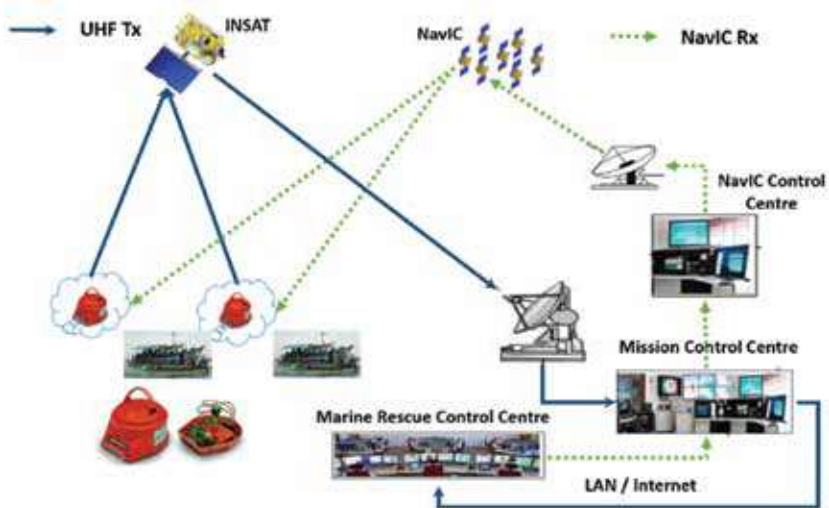 UHF Tx
INSAT
NavIC
NavIC Rx
NavIC Control
Centre
Mission Control Centre
Marine Rescue Control Centre
LAN / Internet